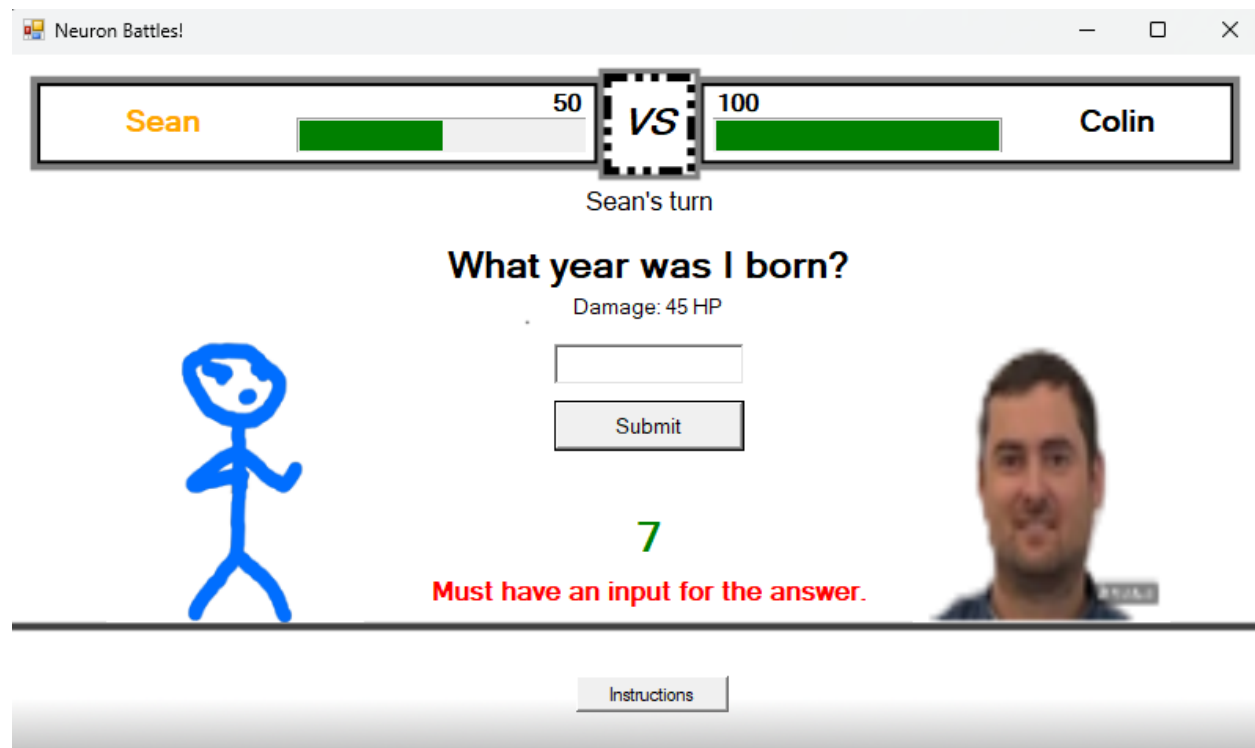 Neuron Battles!
Sean 50 VS 100 Colin
Sean's turn
What year was I born?
Damage: 45 HP
Submit
7
Must have an input for the answer.
Instructions